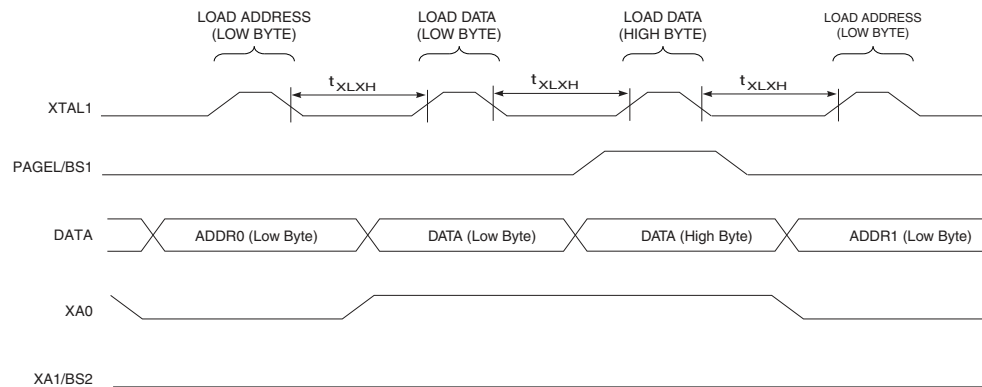 LOAD ADDRESS
(LOW BYTE)
LOAD DATA
(LOW BYTE)
LOAD DATA
(HIGH BYTE)
LOAD ADDRESS
(LOW BYTE)
XTAL1
tXLXH
tXLXH
tXLXH
PAGEL/BS1
DATA
ADDR0 (Low Byte)
DATA (Low Byte)
DATA (High Byte)
ADDR1 (Low Byte)
XA0
XA1/BS2